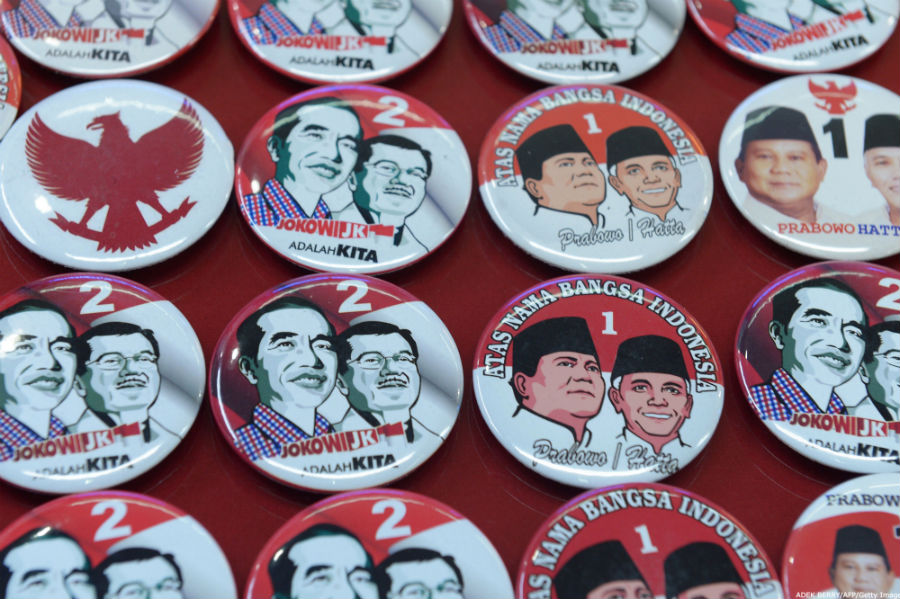 JOKOWI JK
ADALAH KITA
JOKOWI JK
ADALAH KITA
JOKOWI JK
ADALAH KITA
JOKOWI JK
ADALAH KITA
2
JOKOWI JK
ADALAH KITA
ATAS NAMA BANGSA INDONESIA
1
Prabowo | Hatta
1
PRABOWO HATT
2
JOKOWI JK
ADALAH KITA
2
JOKOWI JK
ADALAH KITA
ATAS NAMA BANGSA INDONESIA
1
Prabowo | Hatta
2
JOKOWI JK
ADALAH KITA
2
2
ATAS NAMA BANGSA INDONESIA
1
PRABOWO
ADEK BERRY/AFP/Getty Image